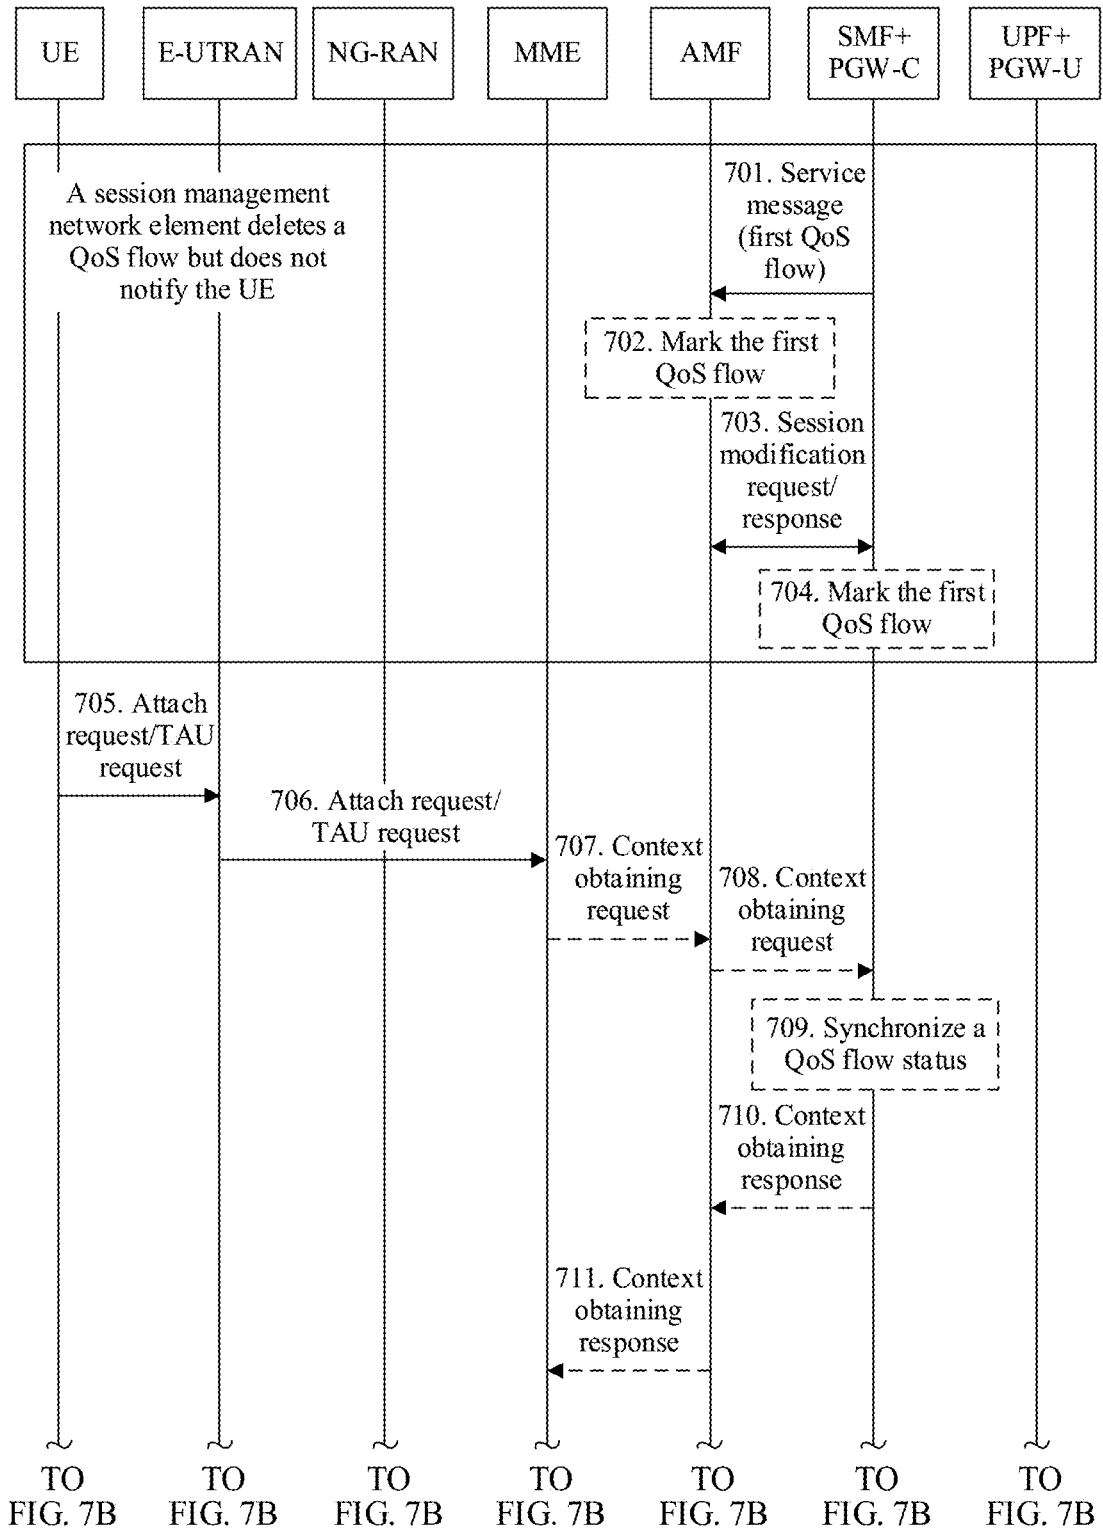 UE
E-UTRAN
NG-RAN
MME
AMF
SMF+
PGW-C
UPF+
PGW-U
A session management
network element deletes a
QoS flow but does not
notify the UE
701. Service
message
(first QoS
flow)
702. Mark the first
QoS flow
703. Session
modification
request/
response
704. Mark the first
QoS flow
705. Attach
request/TAU
request
706. Attach request/
TAU request
707. Context
obtaining
request
708. Context
obtaining
request
709. Synchronize a
QoS flow status
710. Context
obtaining
response
711. Context
obtaining
response
TO
FIG. 7B
TO
FIG. 7B
TO
FIG. 7B
TO
FIG. 7B
TO
FIG. 7B
TO
FIG. 7B
TO
FIG. 7B